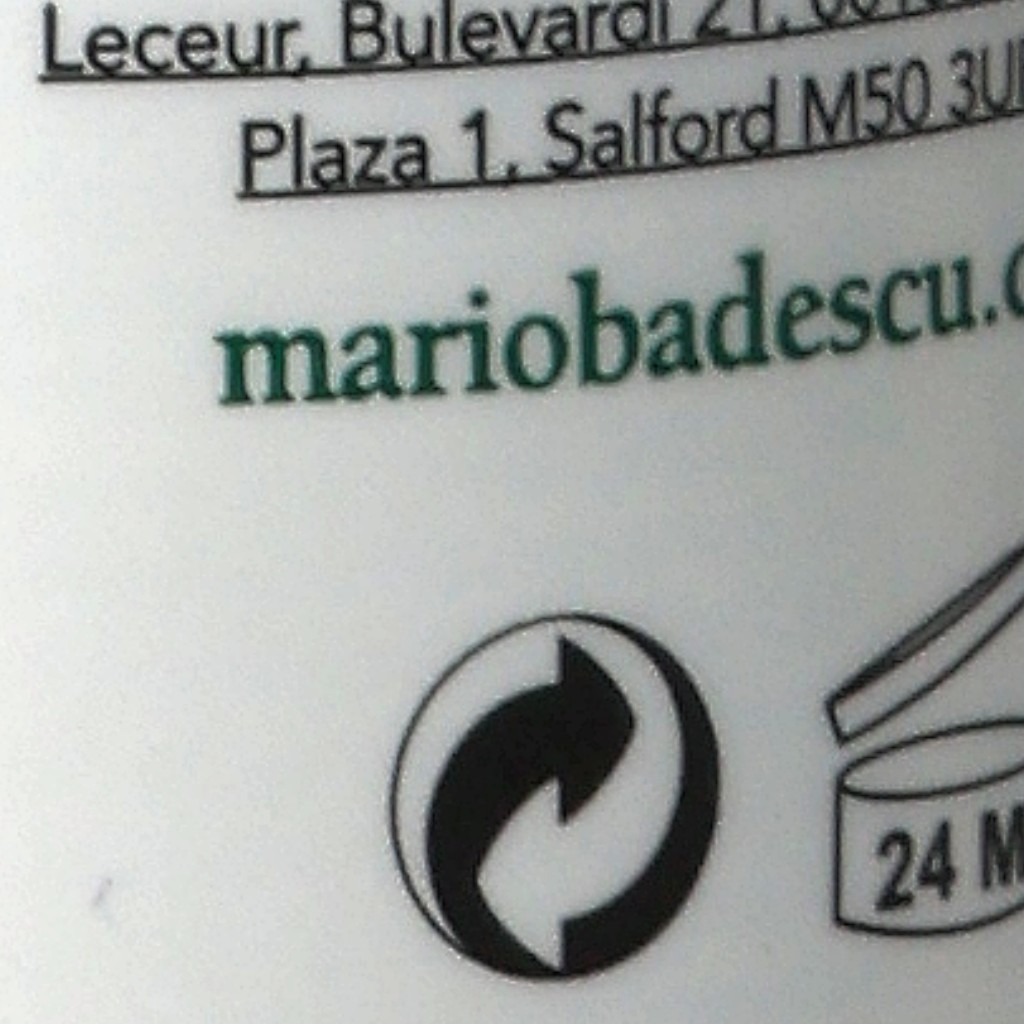 Leceur, Bulevardi 21,
Plaza 1, Salford M50
mariobadescu.
24 M